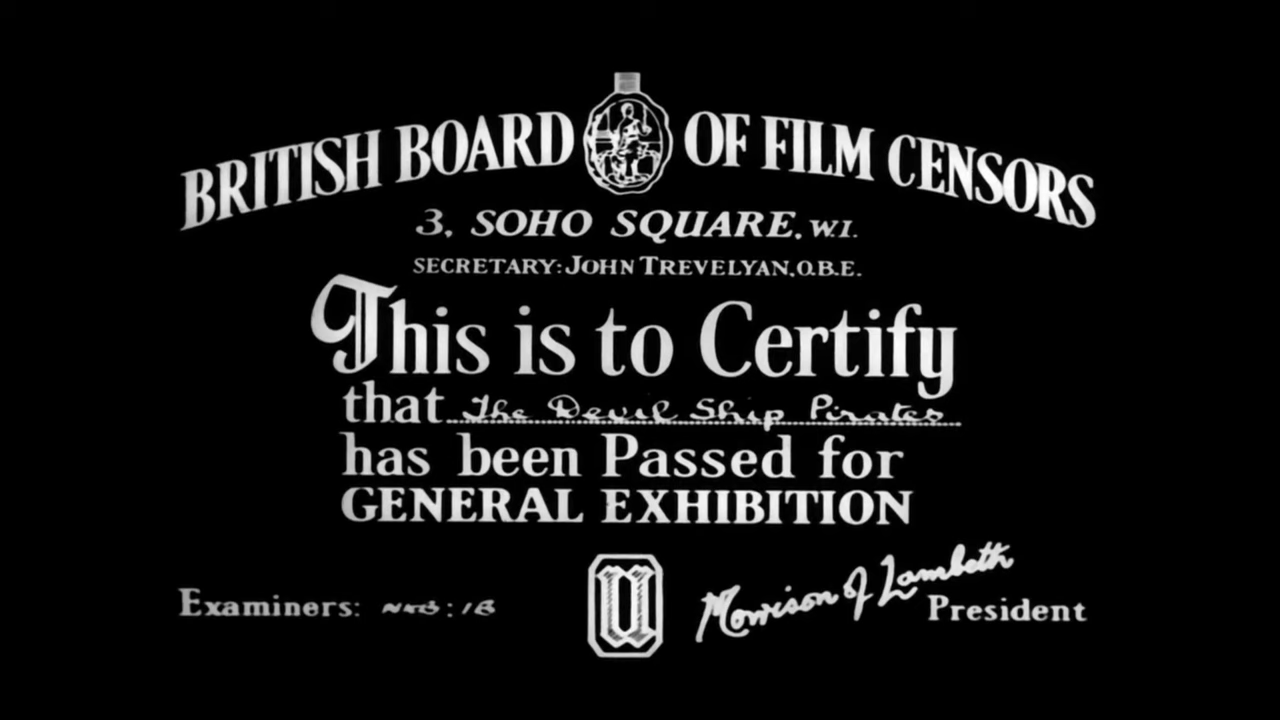 BRITISH BOARD OF FILM CENSORS
3, SOHO SQUARE, W.1.
SECRETARY: JOHN TREVELYAN, O.B.E.
This is to Certify
that The Devil Ship Pirates
has been Passed for
GENERAL EXHIBITION
Examiners:
U
Morrison of Lambeth
President